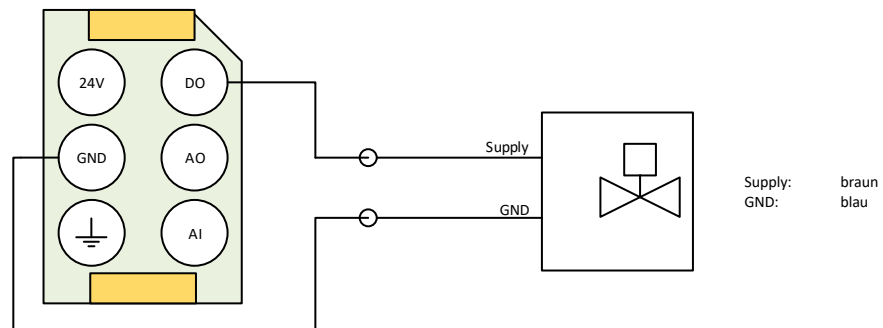 24V DO
GND AO
AI
Supply
GND
Supply: braun
GND: blau